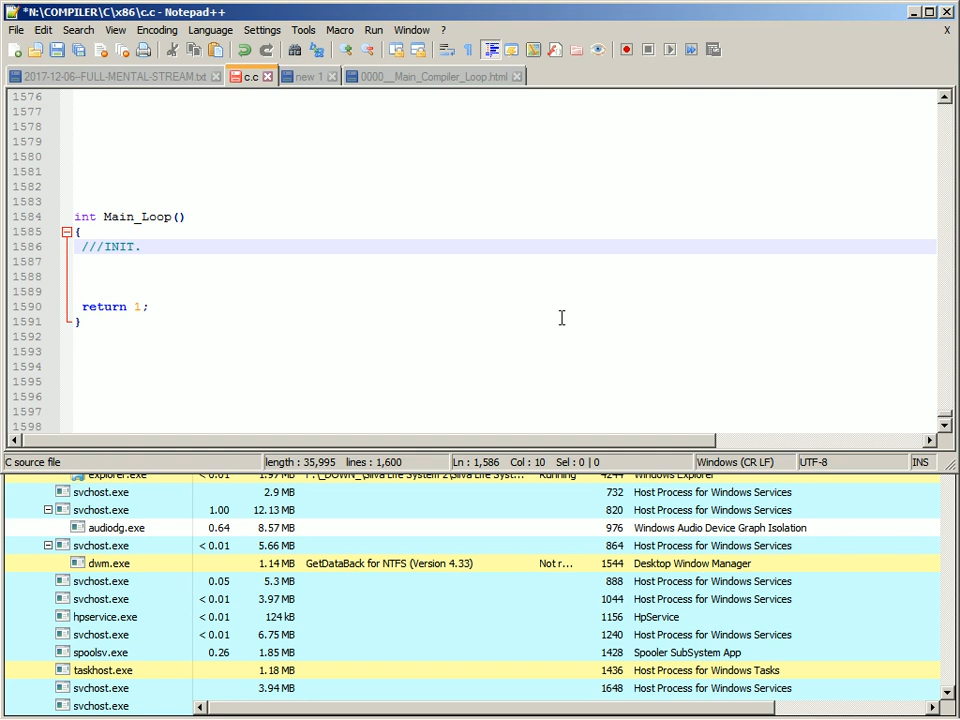 *N:\COMPILER\C\x86\c.c - Notepad++
File Edit Search View Encoding Language Settings Tools Macro Run Window ? X
2017-12-06--FULL-MENTAL-STREAM.txt c.c new 1 0000__Main_Compiler_Loop.html
1576
1577
1578
1579
1580
1581
1582
1583
1584 int Main_Loop()
1585 {
1586 ///INIT.
1587
1588
1589
1590 return 1;
1591 }
1592
1593
1594
1595
1596
1597
1598
C source file length : 35,995 lines : 1,600 Ln : 1,586 Col : 10 Sel : 0 | 0 Windows (CR LF) UTF-8 INS
explorer.exe < 0.01 1.97 MB Running 4244 Windows Explorer
svchost.exe 2.9 MB 732 Host Process for Windows Services
svchost.exe 1.00 12.13 MB 820 Host Process for Windows Services
audiodg.exe 0.64 8.57 MB 976 Windows Audio Device Graph Isolation
svchost.exe < 0.01 5.66 MB 864 Host Process for Windows Services
dwm.exe 1.14 MB GetDataBack for NTFS (Version 4.33) Not r... 1544 Desktop Window Manager
svchost.exe 0.05 5.3 MB 888 Host Process for Windows Services
svchost.exe < 0.01 3.97 MB 1044 Host Process for Windows Services
hpservice.exe < 0.01 124 kB 1156 HpService
svchost.exe < 0.01 6.75 MB 1240 Host Process for Windows Services
spoolsv.exe 0.26 1.85 MB 1428 Spooler SubSystem App
taskhost.exe 1.18 MB 1436 Host Process for Windows Tasks
svchost.exe 3.94 MB 1648 Host Process for Windows Services
svchost.exe